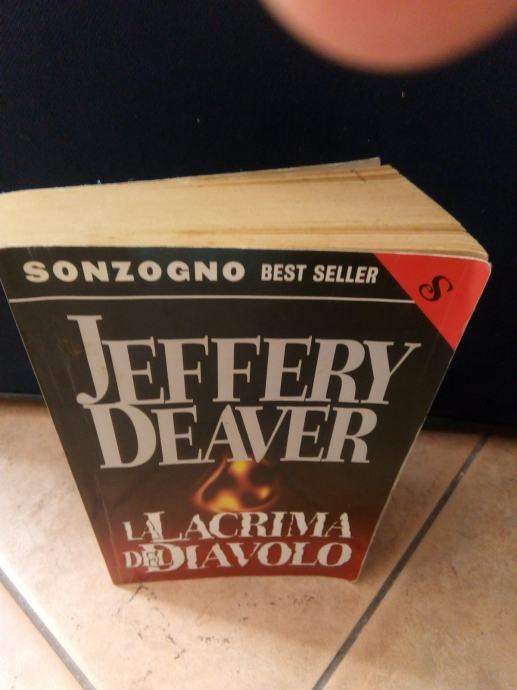 SONZOGNO BEST SELLER
S
JEFFERY
DEAVER
LA LACRIMA
DEL DIAVOLO